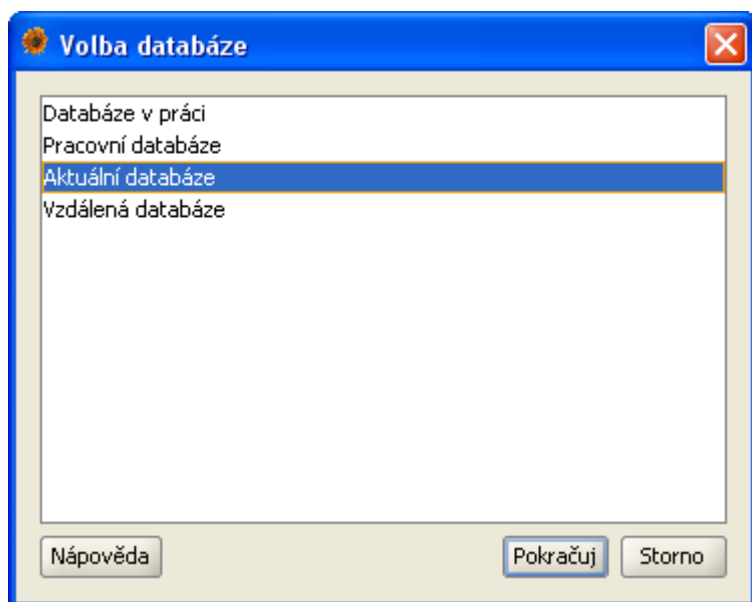 Volba databáze
Databáze v práci
Pracovní databáze
Aktuální databáze
Vzdálená databáze
Nápověda Pokračuj Storno